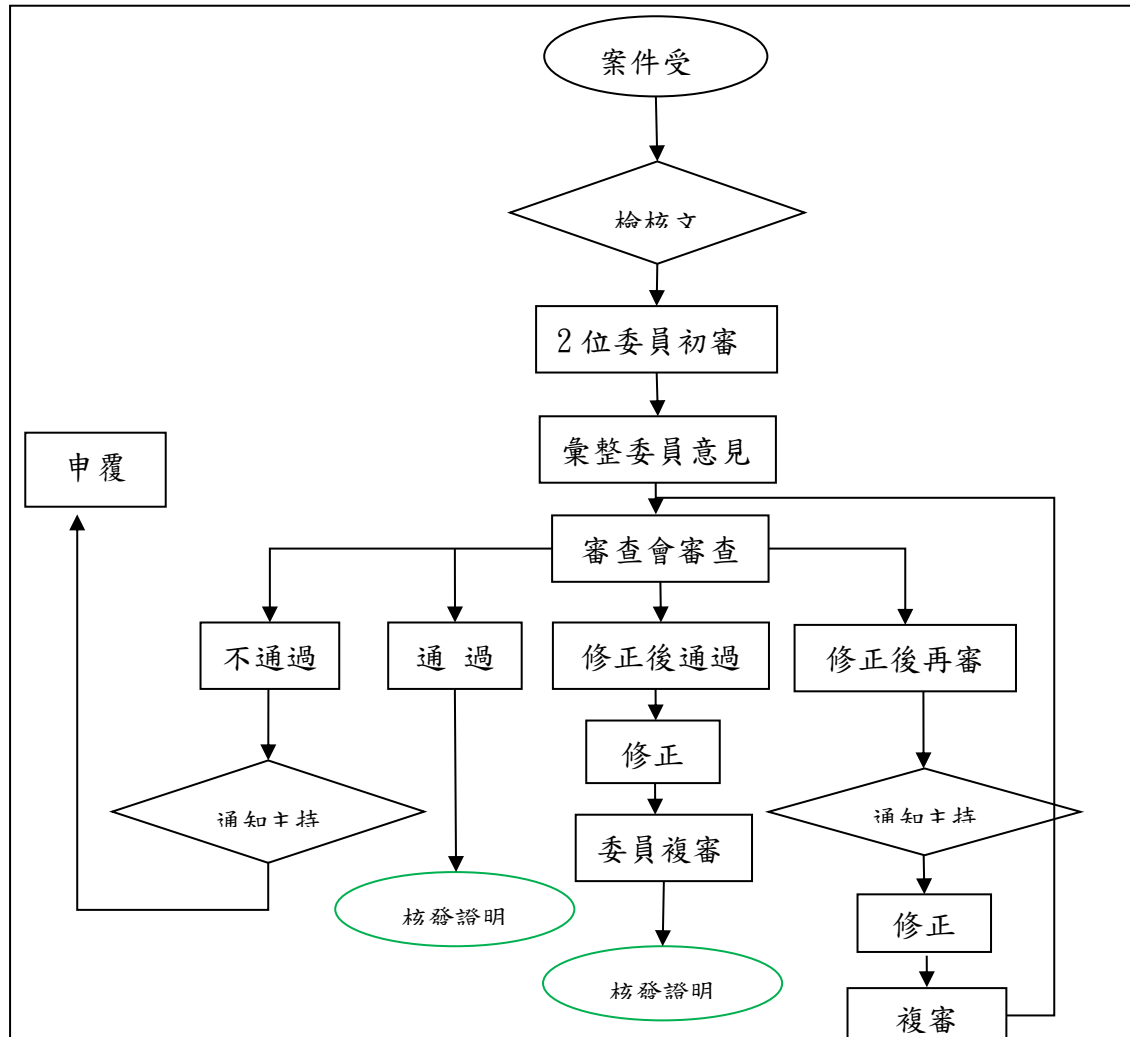 案件受
檢核文
2位委員初審
彙整委員意見
申覆
審查會審查
不通過
通 過
修正後通過
修正後再審
修正
通知主持
通知主持
委員複審
核發證明
修正
核發證明
複審